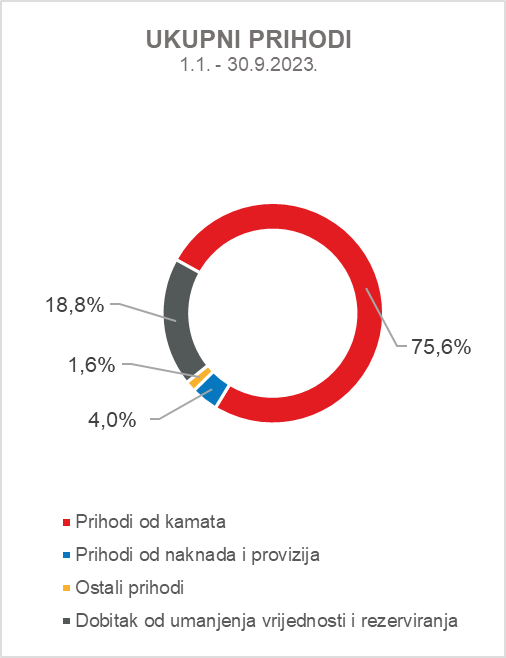 UKUPNI PRIHODI
1.1. - 30.9.2023.
18,8%
75,6%
1,6%
4,0%
Prihodi od kamata
Prihodi od naknada i provizija
Ostali prihodi
Dobitak od umanjenja vrijednosti i rezerviranja